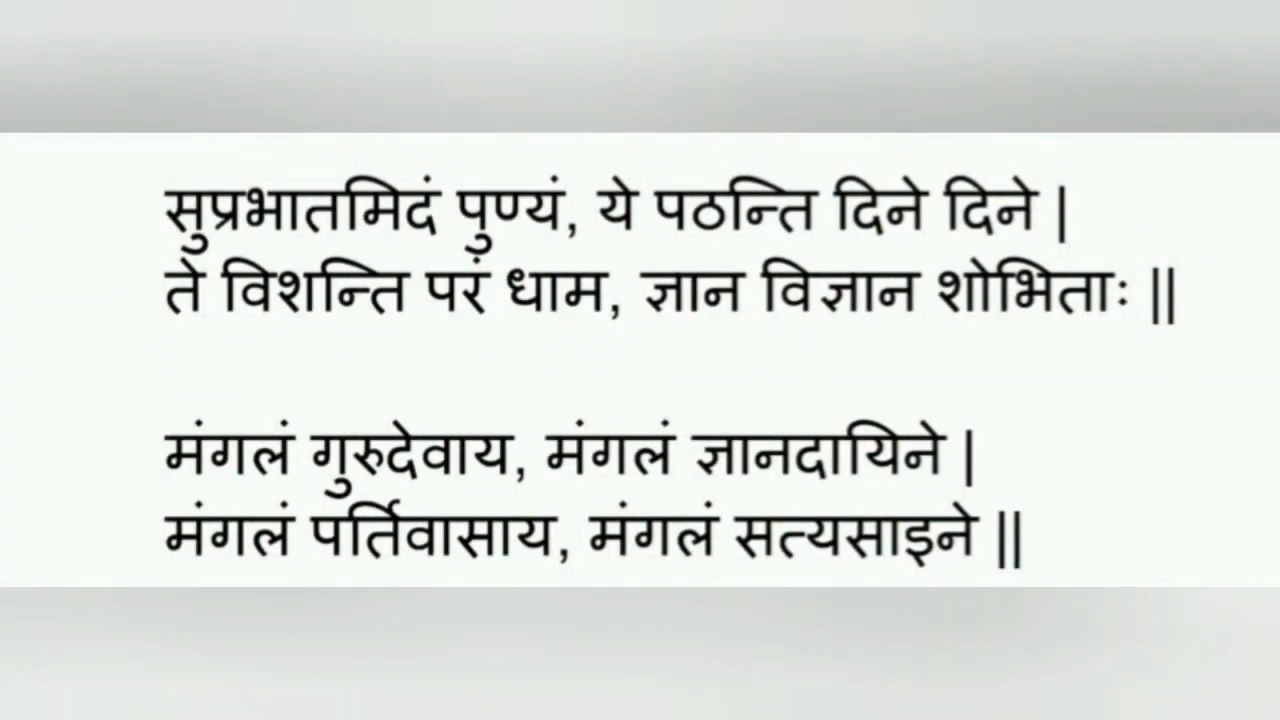 सुप्रभातमिदं पुण्यं, ये पठन्ति दिने दिने |
ते विशन्ति परं धाम, ज्ञान विज्ञान शोभिताः ||
मंगलं गुरुदेवाय, मंगलं ज्ञानदायिने |
मंगलं पर्तिवासाय, मंगलं सत्यसाइने ||